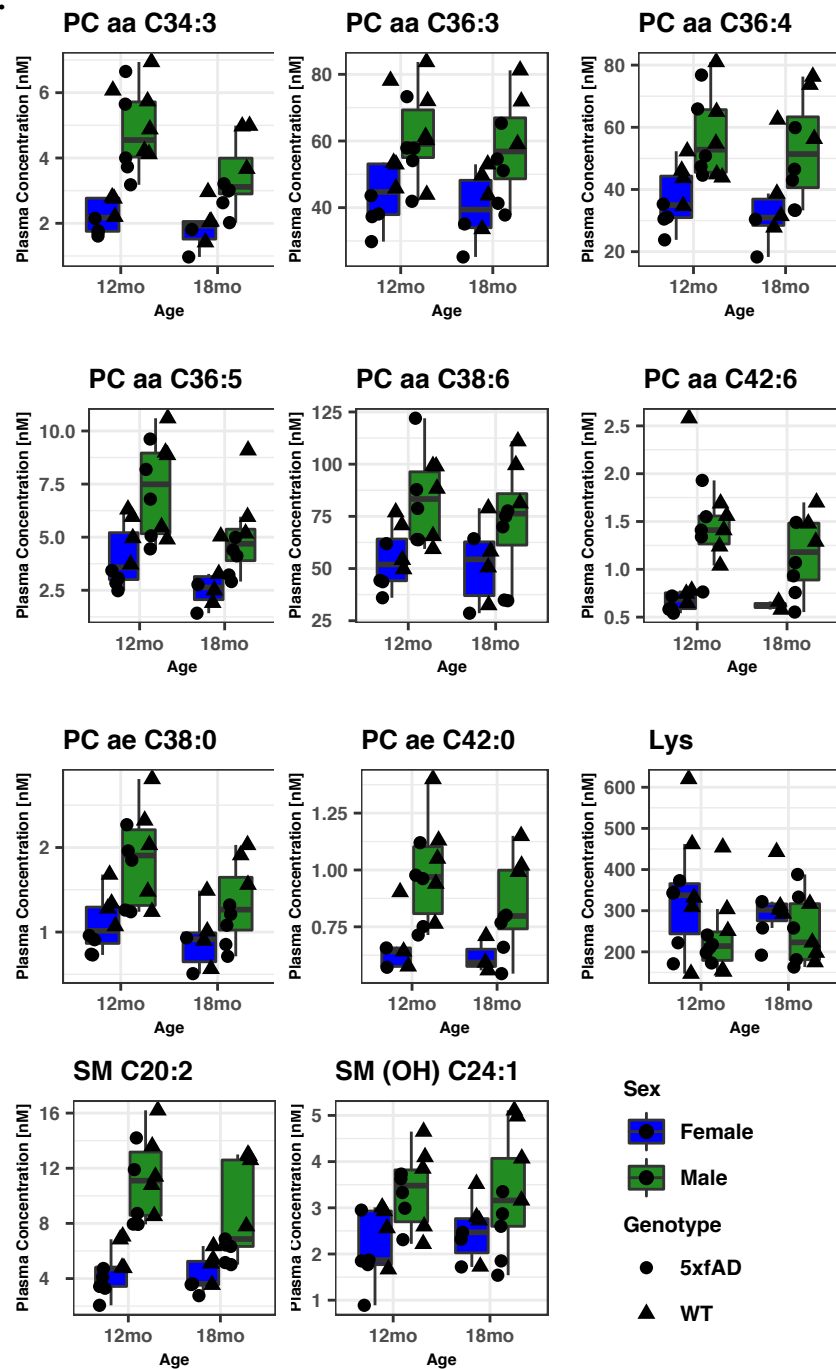 PC aa C34:3
PC aa C36:3
PC aa C36:4
Plasma Concentration [nM]
6
4
2
12mo
18mo
Age
Plasma Concentration [nM]
80
60
40
12mo
18mo
Age
Plasma Concentration [nM]
80
60
40
20
12mo
18mo
Age
PC aa C36:5
PC aa C38:6
PC aa C42:6
Plasma Concentration [nM]
10.0
7.5
5.0
2.5
12mo
18mo
Age
Plasma Concentration [nM]
125
100
75
50
25
12mo
18mo
Age
Plasma Concentration [nM]
2.5
2.0
1.5
1.0
0.5
12mo
18mo
Age
PC ae C38:0
PC ae C42:0
Lys
Plasma Concentration [nM]
2
1
12mo
18mo
Age
Plasma Concentration [nM]
1.25
1.00
0.75
12mo
18mo
Age
Plasma Concentration [nM]
600
500
400
300
200
12mo
18mo
Age
SM C20:2
SM (OH) C24:1
Plasma Concentration [nM]
16
12
8
4
12mo
18mo
Age
Plasma Concentration [nM]
5
4
3
2
1
12mo
18mo
Age
Sex
Female
Male
Genotype
5xfAD
WT